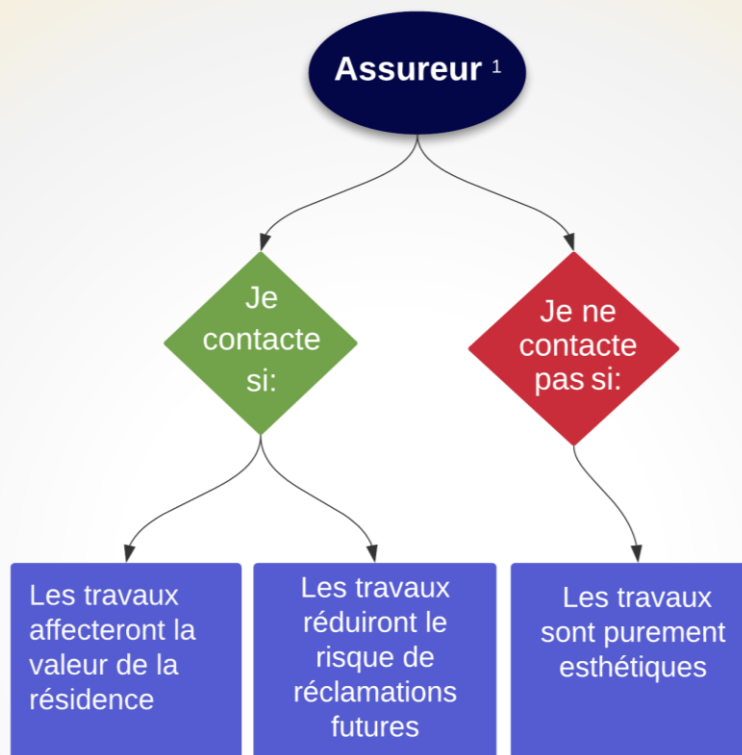 Assureur 1
Je
contacte
si:
Je ne
contacte
pas si:
Les travaux
affecteront la
valeur de la
résidence
Les travaux
réduiront le
risque de
réclamations
futures
Les travaux
sont purement
esthétiques